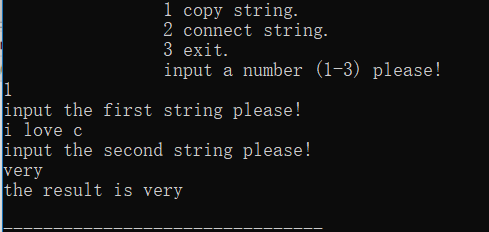 1 copy string.
2 connect string.
3 exit.
input a number (1-3) please!
1
input the first string please!
i love c
input the second string please!
very
the result is very
--------------------------------